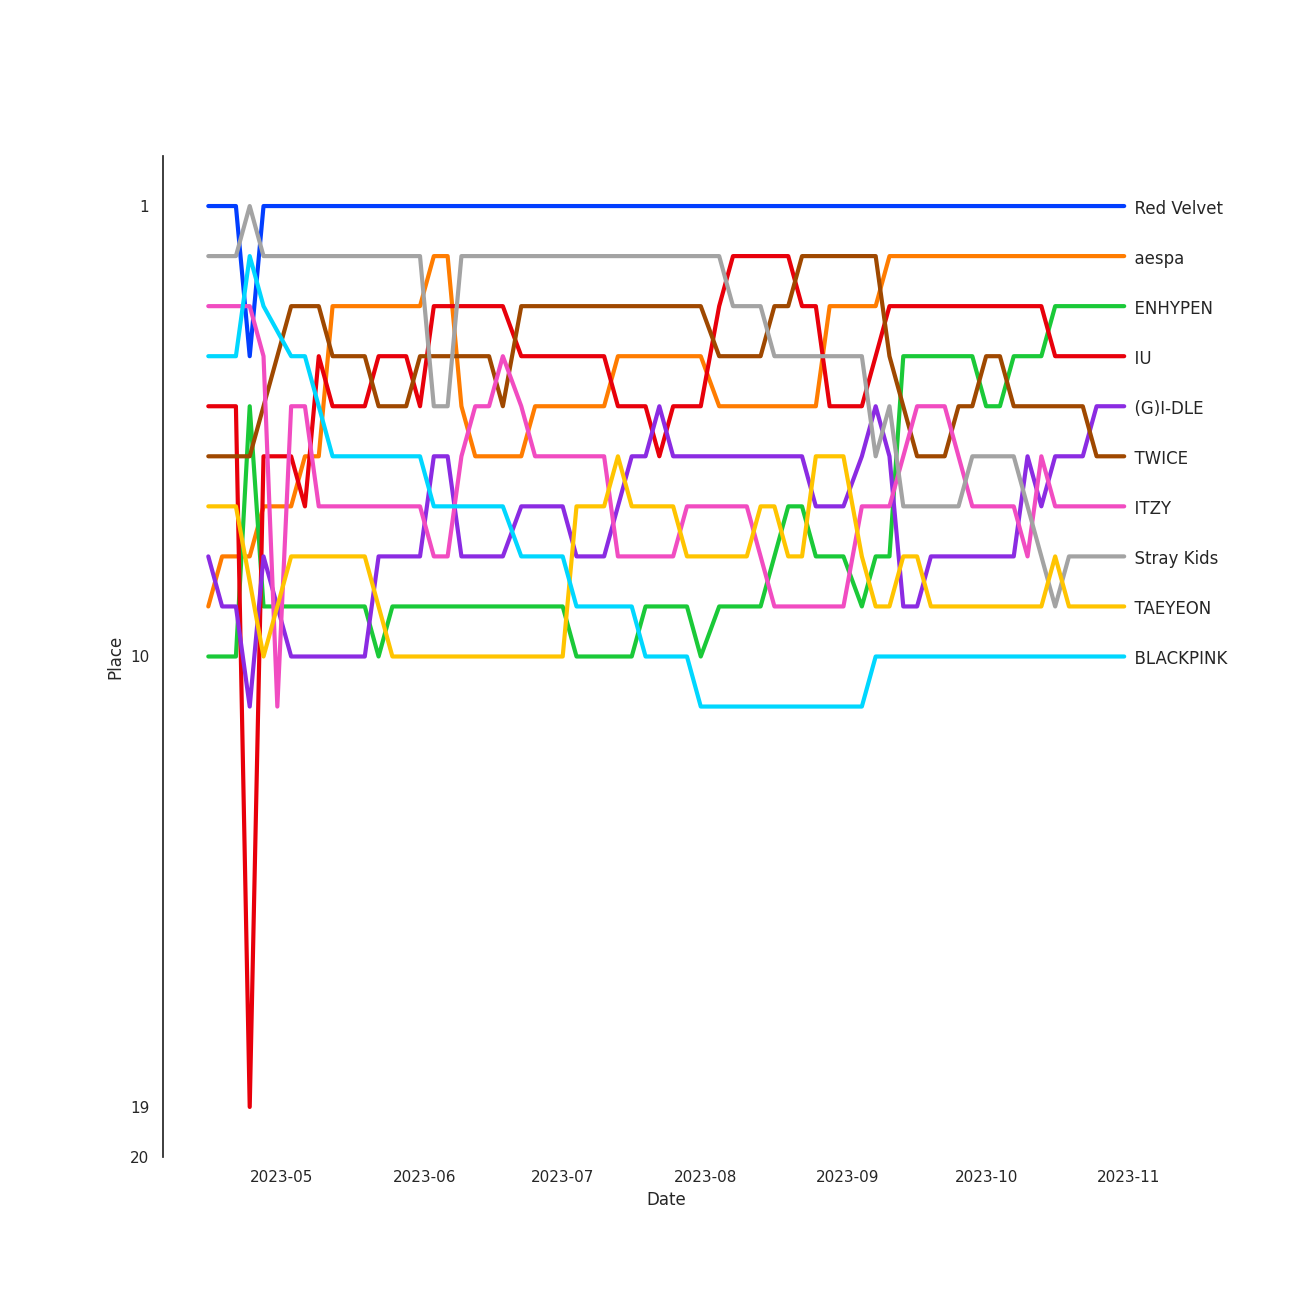 1
Red Velvet
aespa
ENHYPEN
IU
(G)I-DLE
TWICE
ITZY
Stray Kids
TAEYEON
10
BLACKPINK
Place
19
20
2023-05 2023-06 2023-07 2023-08 2023-09 2023-10 2023-11
Date